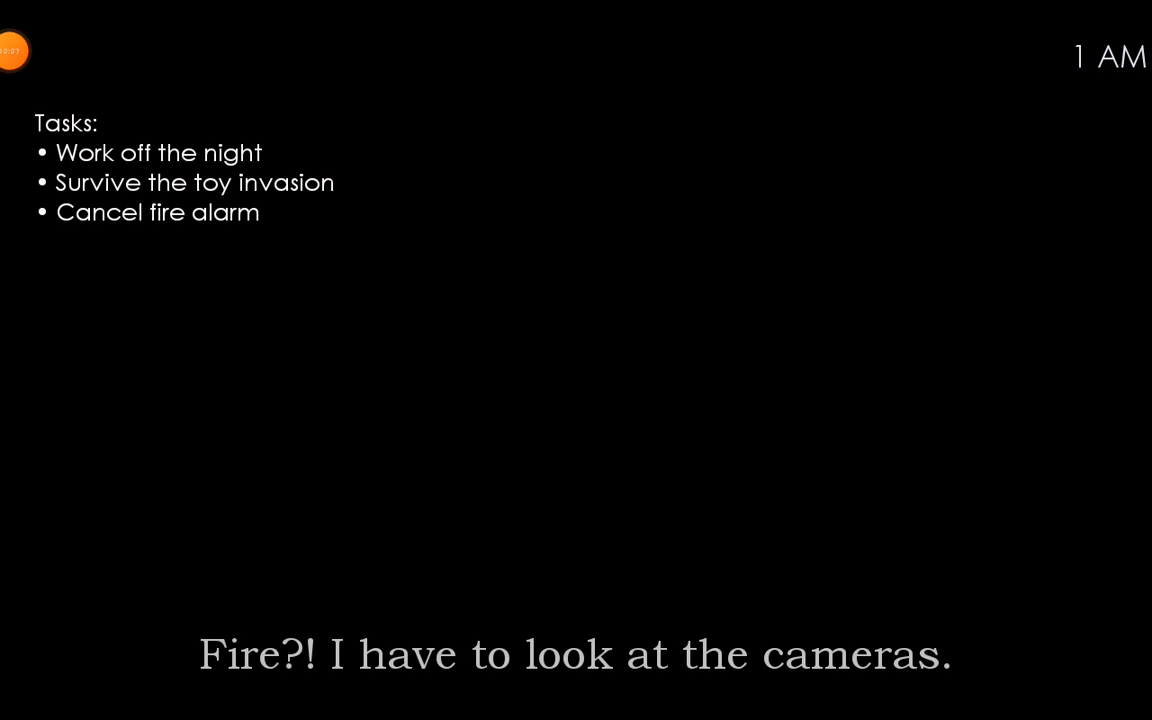 1 AM
Tasks:
• Work off the night
• Survive the toy invasion
• Cancel fire alarm
Fire?! I have to look at the cameras.